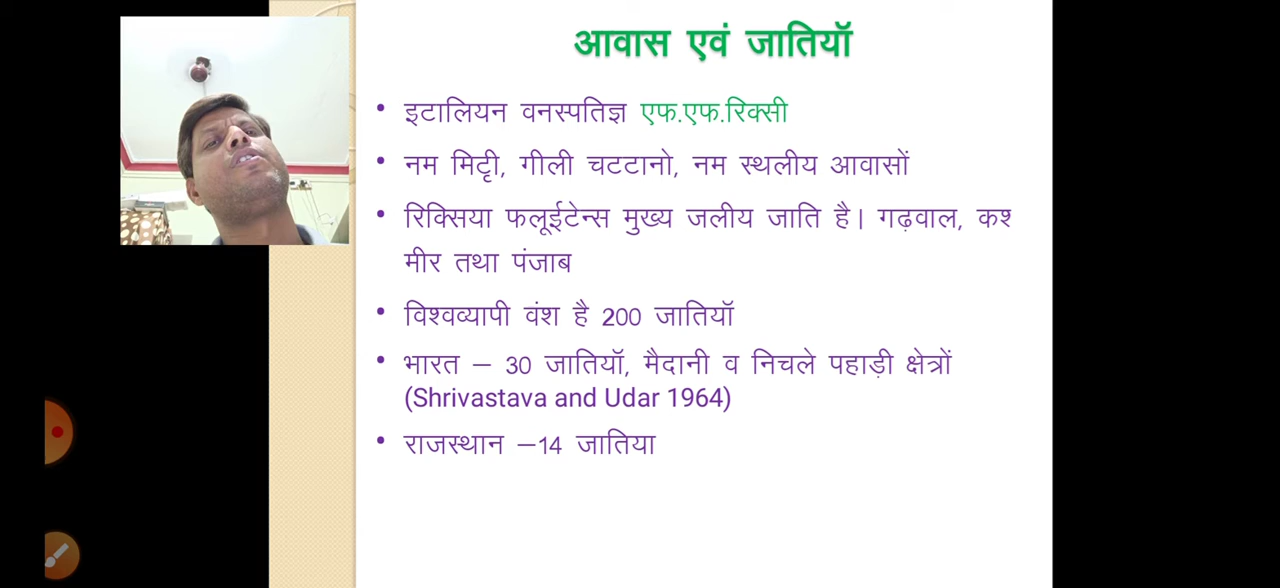 आवास एवं जातियॉ
• इटालियन वनस्पतिज्ञ एफ.एफ.रिक्सी
• नम मिट्टी, गीली चटटानो, नम स्थलीय आवासों
• रिक्सिया फलूईटेन्स मुख्य जलीय जाति है। गढ़वाल, कश
मीर तथा पंजाब
• विश्वव्यापी वंश है 200 जातियॉ
• भारत – 30 जातियॉ, मैदानी व निचले पहाड़ी क्षेत्रों
(Shrivastava and Udar 1964)
• राजस्थान –14 जातिया